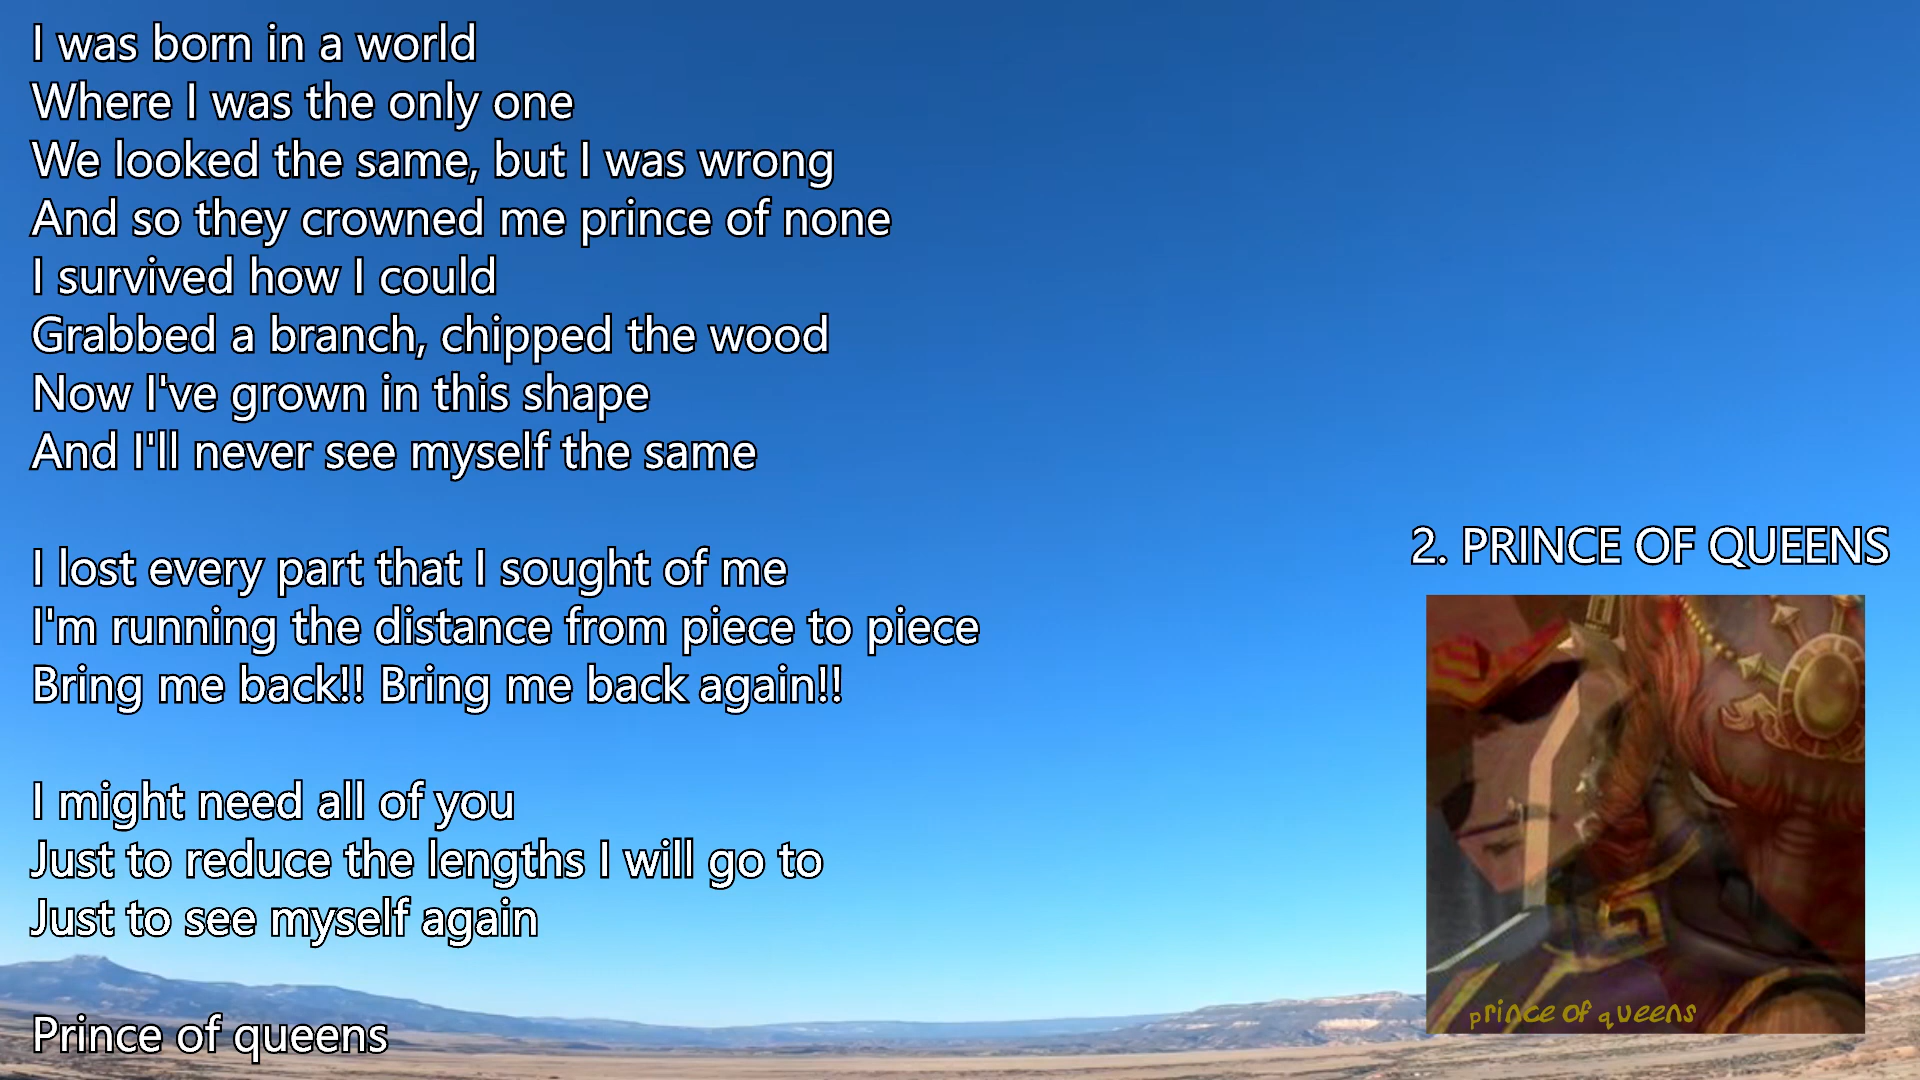 I was born in a world
Where I was the only one
We looked the same, but I was wrong
And so they crowned me prince of none
I survived how I could
Grabbed a branch, chipped the wood
Now I've grown in this shape
And I'll never see myself the same
I lost every part that I sought of me
I'm running the distance from piece to piece
Bring me back!! Bring me back again!!
I might need all of you
Just to reduce the lengths I will go to
Just to see myself again
Prince of queens
2. PRINCE OF QUEENS
prince of queens